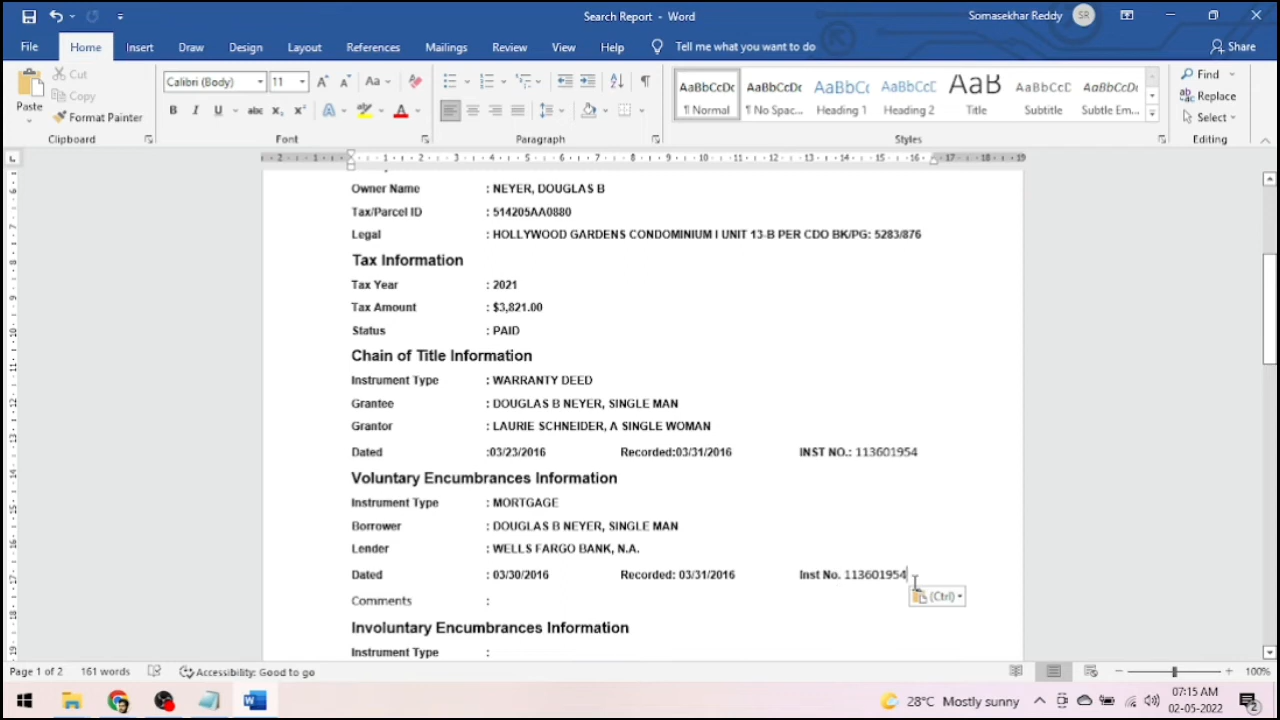 Search Report - Word
Somasekhar Reddy SR
File Home Insert Draw Design Layout References Mailings Review View Help Tell me what you want to do Share
Paste
Cut
Copy
Format Painter
Clipboard
Calibri (Body) 11
Font
Paragraph
AaBbCcDc ¶ Normal
AaBbCcDc ¶ No Spac...
AaBbCc Heading 1
AaBbCcC Heading 2
AaB Title
AaBbCcD Subtitle
AaBbCcDc Subtle Em...
Styles
Find
Replace
Select
Editing
Owner Name : NEYER, DOUGLAS B
Tax/Parcel ID : 514205AA0880
Legal : HOLLYWOOD GARDENS CONDOMINIUM I UNIT 13-B PER CDO BK/PG: 5283/876
Tax Information
Tax Year : 2021
Tax Amount : $3,821.00
Status : PAID
Chain of Title Information
Instrument Type : WARRANTY DEED
Grantee : DOUGLAS B NEYER, SINGLE MAN
Grantor : LAURIE SCHNEIDER, A SINGLE WOMAN
Dated :03/23/2016 Recorded:03/31/2016 INST NO.: 113601954
Voluntary Encumbrances Information
Instrument Type : MORTGAGE
Borrower : DOUGLAS B NEYER, SINGLE MAN
Lender : WELLS FARGO BANK, N.A.
Dated : 03/30/2016 Recorded: 03/31/2016 Inst No. 113601954
(Ctrl)
Comments :
Involuntary Encumbrances Information
Instrument Type :
Page 1 of 2 161 words Accessibility: Good to go 100%
28°C Mostly sunny
07:15 AM
02-05-2022